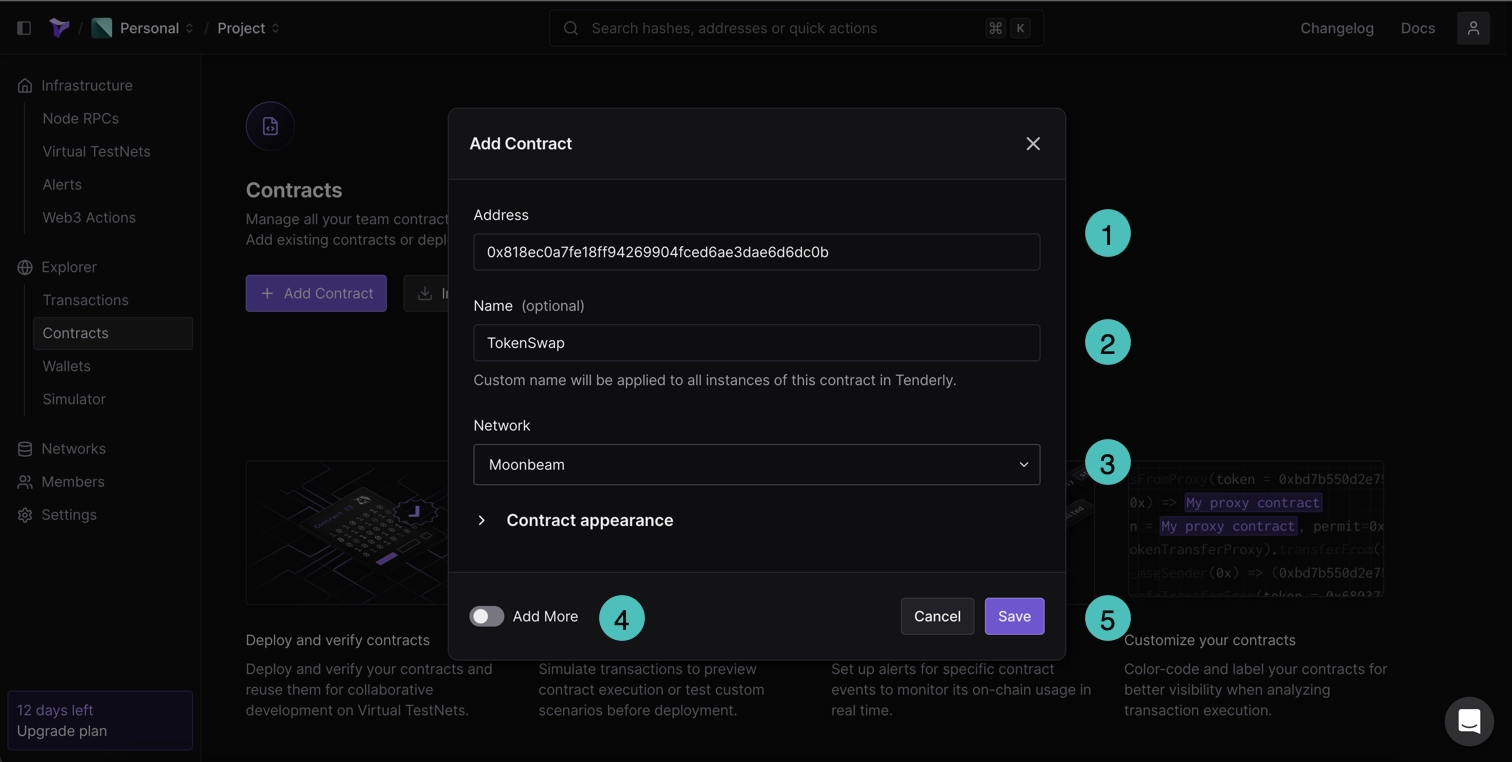 Personal / Project
Search hashes, addresses or quick actions ⌘ K
Changelog Docs
Infrastructure
Node RPCs
Virtual TestNets
Alerts
Web3 Actions
Explorer
Transactions
Contracts
Wallets
Simulator
Networks
Members
Settings
12 days left
Upgrade plan
Contracts
Manage all your team contract
Add existing contracts or depl
+ Add Contract
Add Contract
Address
0x818ec0a7fe18ff94269904fced6ae3dae6d6dc0b
1
Name (optional)
TokenSwap
2
Custom name will be applied to all instances of this contract in Tenderly.
Network
Moonbeam
3
Contract appearance
Add More
4
Cancel
Save
5
FromProxy(token = 0xbd7b550d2e7
0x) => My proxy contract
n = My proxy contract, permit=0x
okenTransferProxy).transferFrom(
_msgSender(0x) => (0xbd7b550d2e7
Deploy and verify contracts
Deploy and verify your contracts and
reuse them for collaborative
development on Virtual TestNets.
Simulate transactions to preview
contract execution or test custom
scenarios before deployment.
Set up alerts for specific contract
events to monitor its on-chain usage in
real time.
Customize your contracts
Color-code and label your contracts for
better visibility when analyzing
transaction execution.